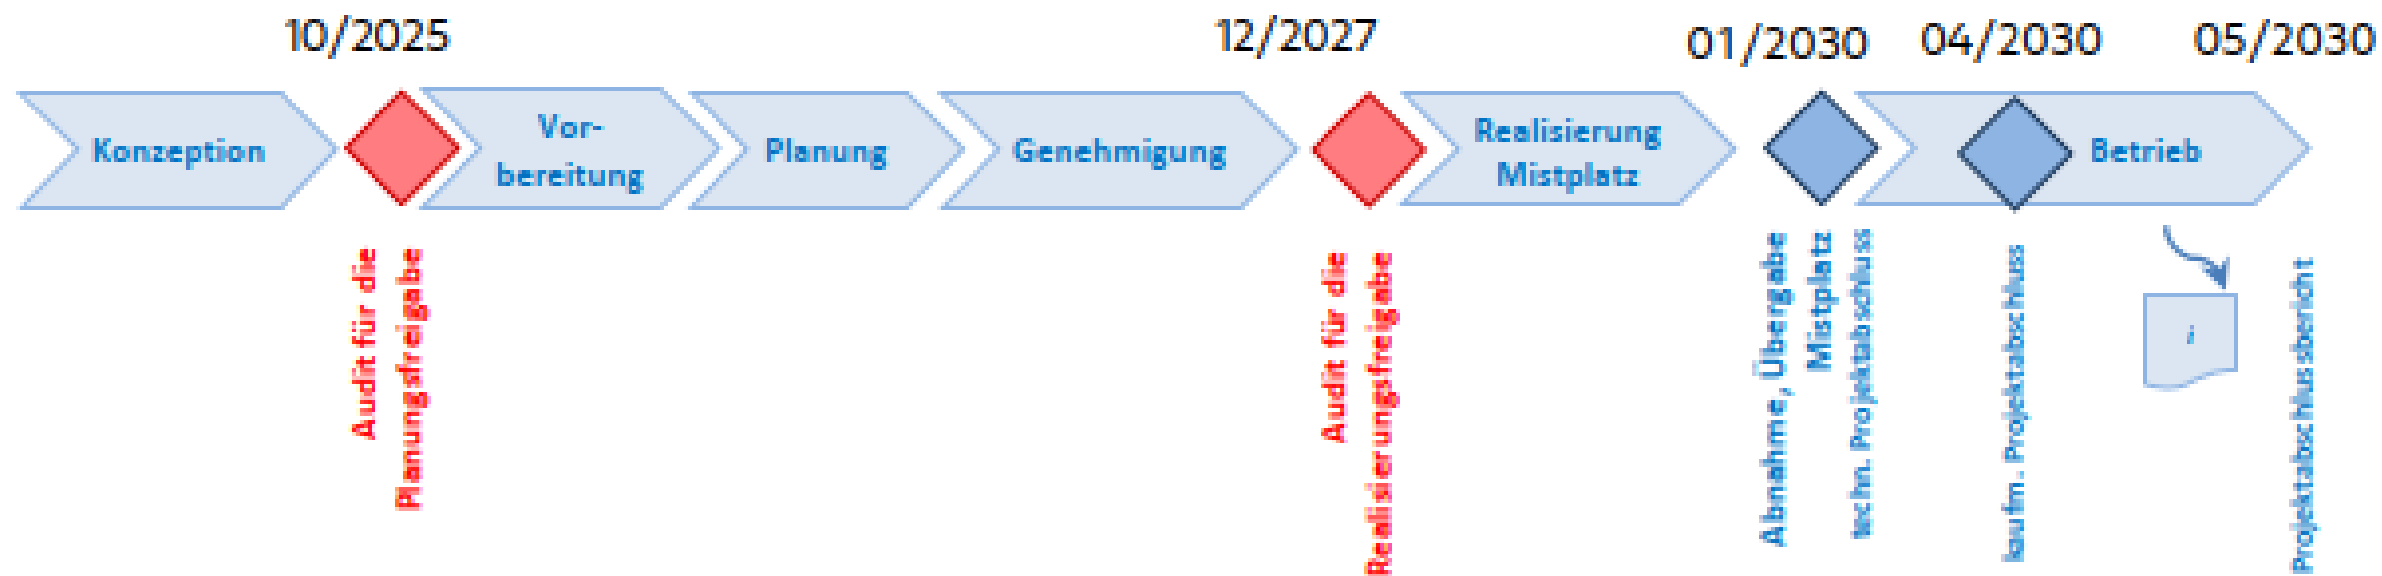 10/2025
12/2027
01/2030
04/2030
05/2030
Konzeption
Vor-
bereitung
Planung
Genehmigung
Realisierung
Mistplatz
Betrieb
Audit für die
Planungsfreigabe
Audit für die
Realisierungsfreigabe
Abnahme, Übergabe
Mistplatz
techn. Projektabschluss
kaufm. Projektabschluss
i
Projektabschlussbericht